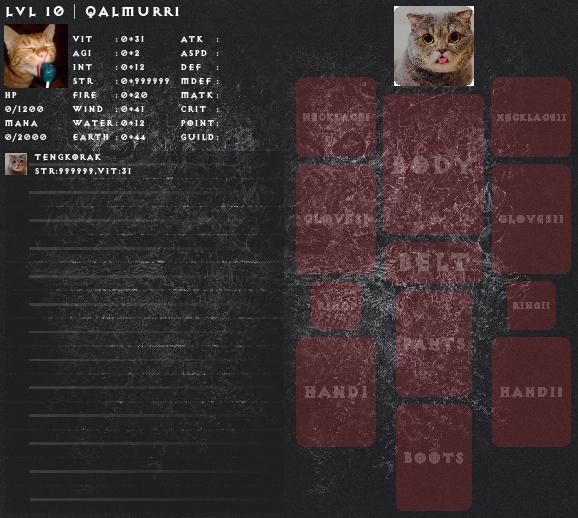 LVL 10 | QALMURRI
VIT : 0+31 ATK :
AGI : 0+2 ASPD :
INT : 0+12 DEF :
STR : 0+999999 MDEF :
HP FIRE : 0+20 MATK :
0/1200 WIND : 0+41 CRIT :
MANA WATER : 0+12 POINT :
0/2000 EARTH : 0+44 GUILD :
TENGKORAK
STR:999999,VIT:31
NECKLACEI
NECKLACEII
BODY
GLOVESI
GLOVESII
BELT
RINGI
RINGII
PANTS
HANDI
HANDII
BOOTS